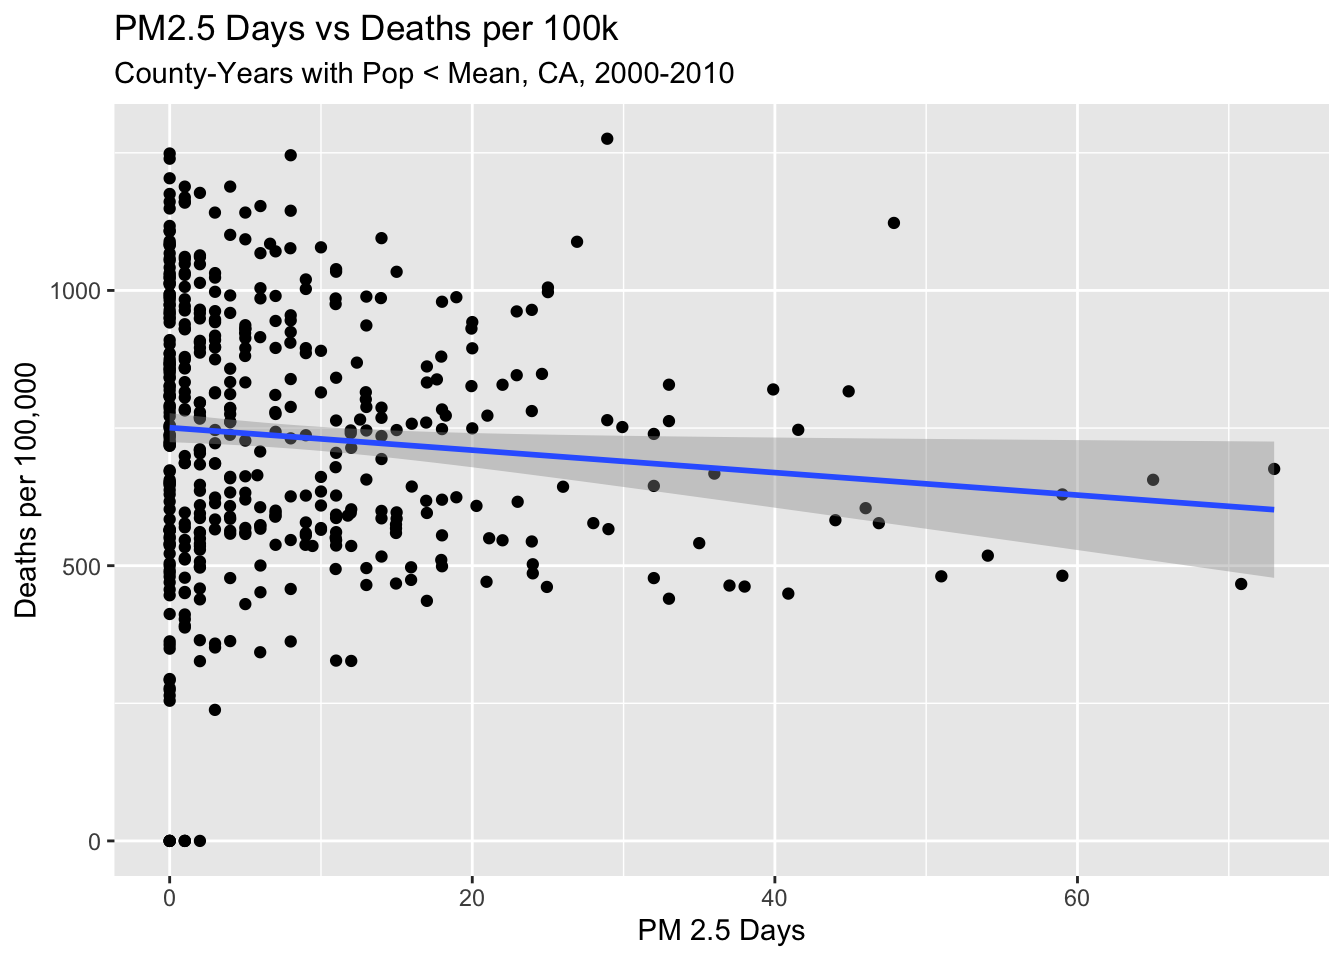 PM2.5 Days vs Deaths per 100k
County-Years with Pop < Mean, CA, 2000-2010
Deaths per 100,000
1000
500
0
0 20 40 60
PM 2.5 Days